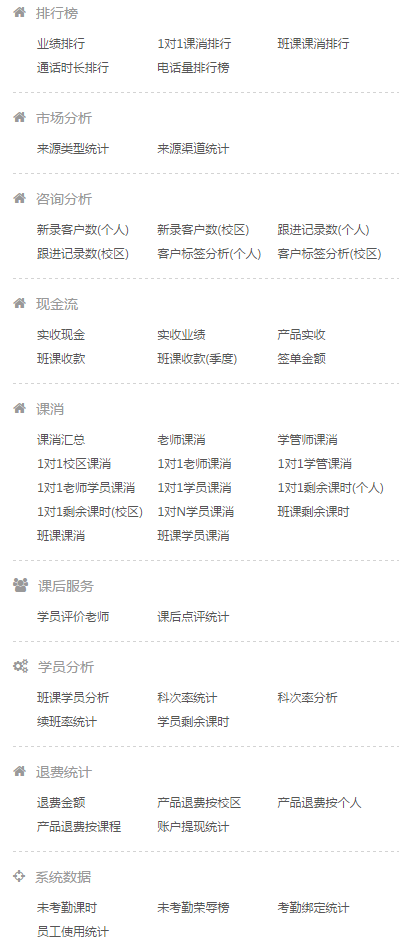 排行榜
业绩排行 1对1课消排行 班课课消排行
通话时长排行 电话量排行榜
市场分析
来源类型统计 来源渠道统计
咨询分析
新录客户数(个人) 新录客户数(校区) 跟进记录数(个人)
跟进记录数(校区) 客户标签分析(个人) 客户标签分析(校区)
现金流
实收现金 实收业绩 产品实收
班课收款 班课收款(季度) 签单金额
课消
课消汇总 老师课消 学管师课消
1对1校区课消 1对1老师课消 1对1学管课消
1对1老师学员课消 1对1学员课消 1对1剩余课时(个人)
1对1剩余课时(校区) 1对N学员课消 班课剩余课时
班课课消 班课学员课消
课后服务
学员评价老师 课后点评统计
学员分析
班课学员分析 科次率统计 科次率分析
续班率统计 学员剩余课时
退费统计
退费金额 产品退费按校区 产品退费按个人
产品退费按课程 账户提现统计
系统数据
未考勤课时 未考勤荣辱榜 考勤绑定统计
员工使用统计